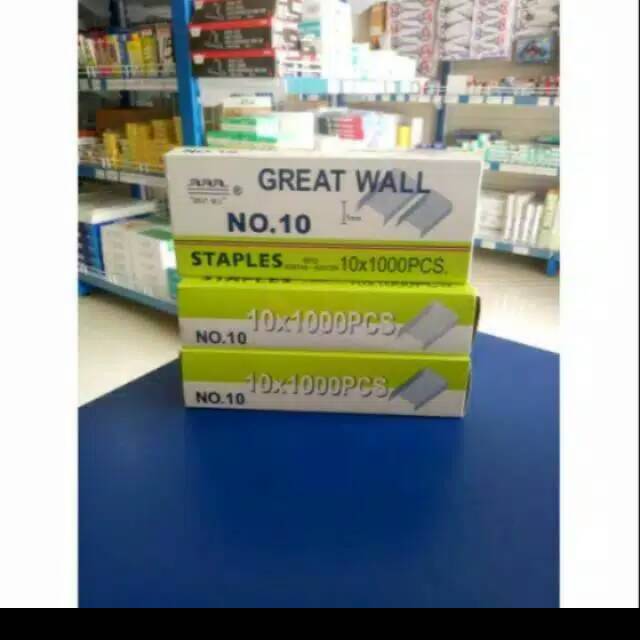 GREAT WALL
®
NO.10
STAPLES 10x1000PCS.
10x1000PCS.
NO.10
10x1000PCS.
NO.10